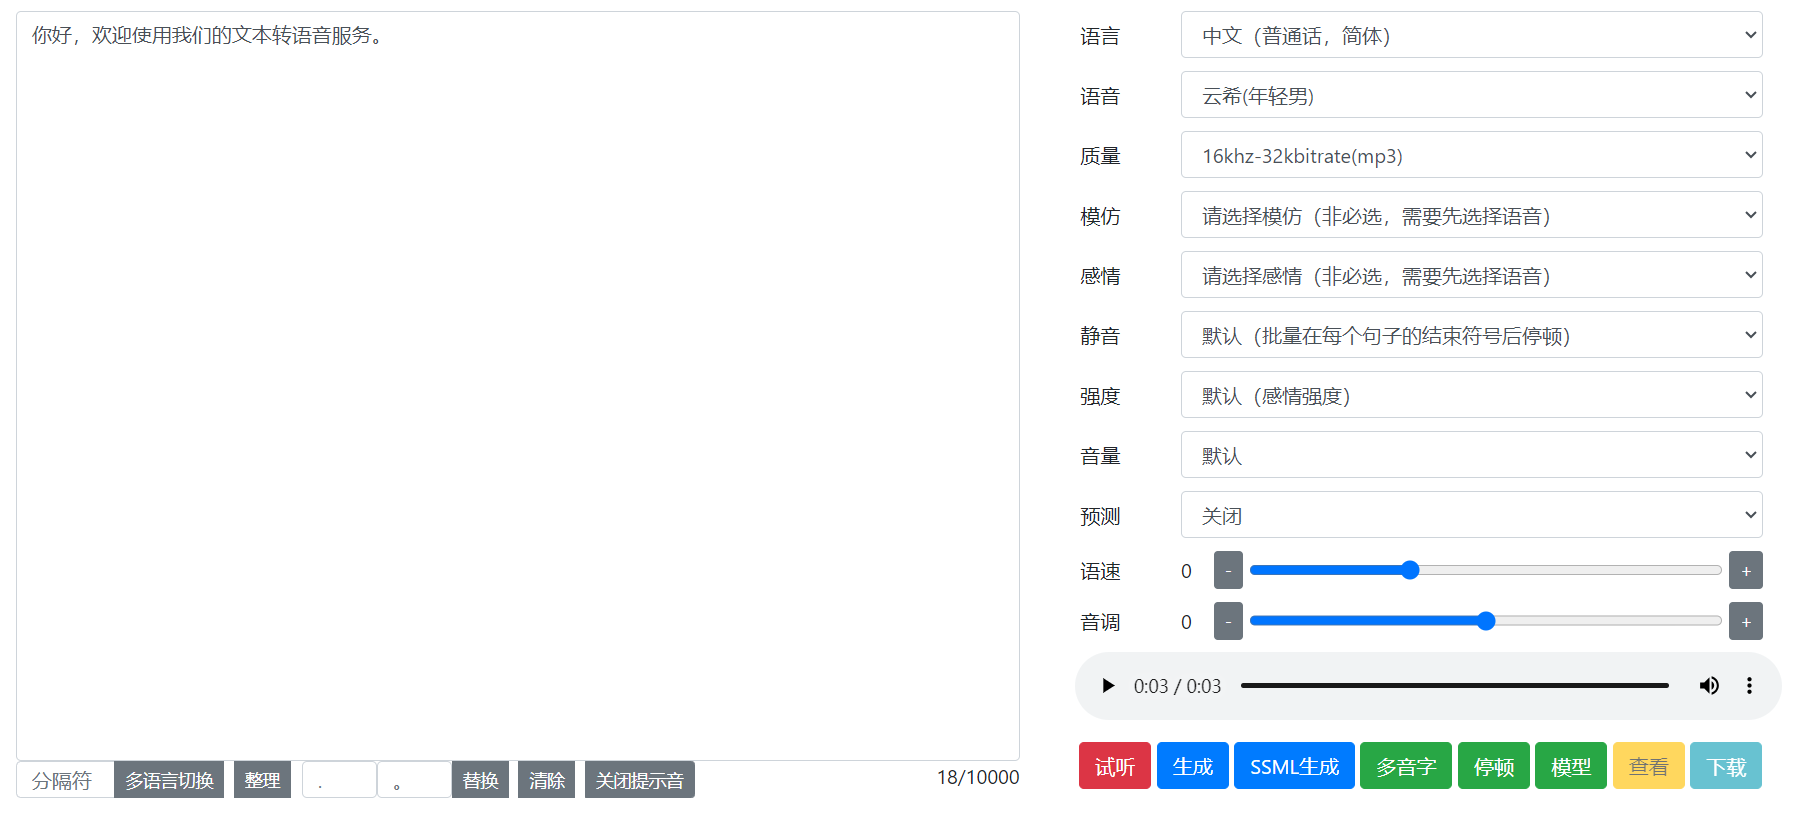 你好，欢迎使用我们的文本转语音服务。
分隔符 多语言切换 整理 . 。 替换 清除 关闭提示音 18/10000
语言 中文（普通话，简体）
语音 云希(年轻男)
质量 16khz-32kbitrate(mp3)
模仿 请选择模仿（非必选，需要先选择语音）
感情 请选择感情（非必选，需要先选择语音）
静音 默认（批量在每个句子的结束符号后停顿）
强度 默认（感情强度）
音量 默认
预测 关闭
语速 0 - +
音调 0 - +
0:03 / 0:03
试听 生成 SSML生成 多音字 停顿 模型 查看 下载